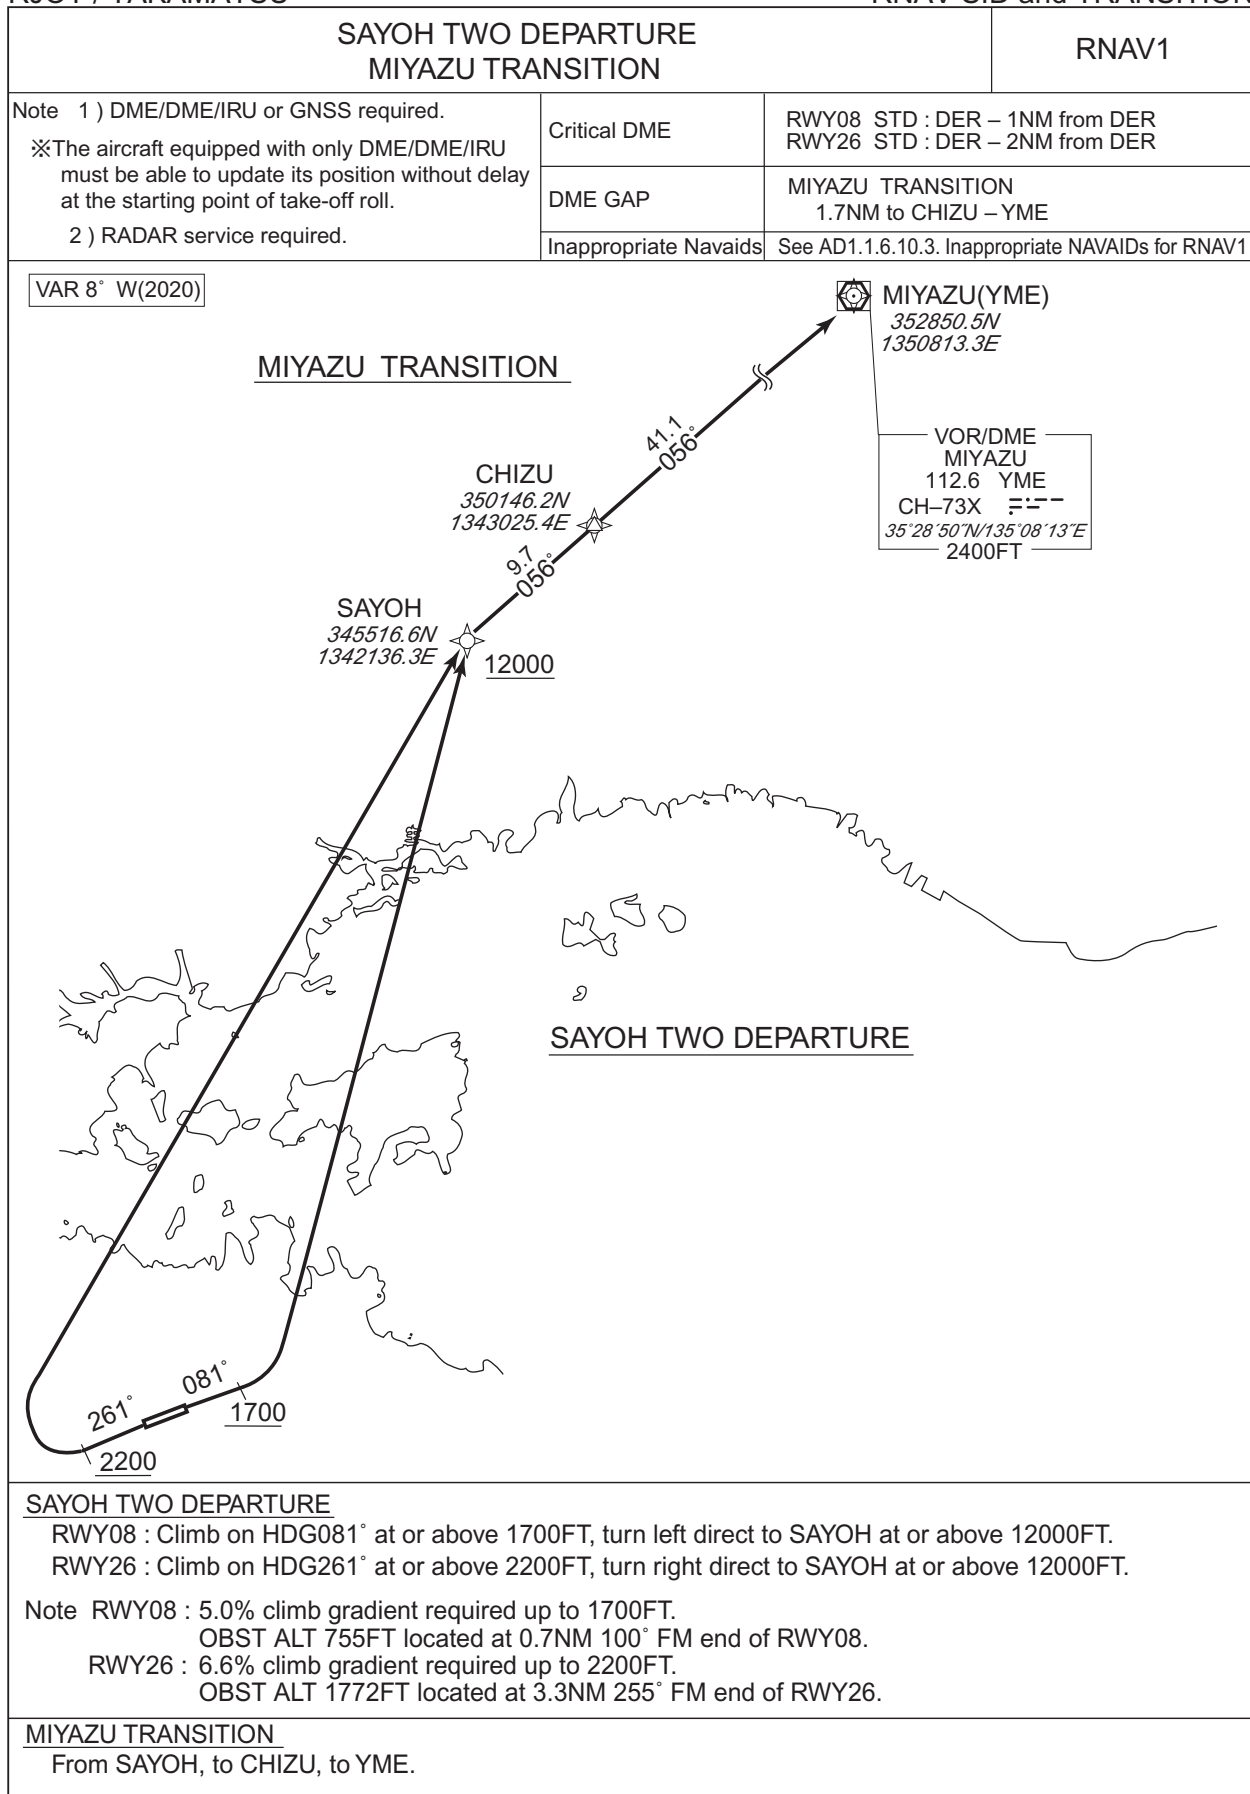 SAYOH TWO DEPARTURE
MIYAZU TRANSITION
RNAV1
Note 1 ) DME/DME/IRU or GNSS required.
※The aircraft equipped with only DME/DME/IRU
must be able to update its position without delay
at the starting point of take-off roll.
2 ) RADAR service required.
Critical DME
RWY08 STD : DER – 1NM from DER
RWY26 STD : DER – 2NM from DER
DME GAP
MIYAZU TRANSITION
1.7NM to CHIZU – YME
Inappropriate Navaids
See AD1.1.6.10.3. Inappropriate NAVAIDs for RNAV1
VAR 8° W(2020)
MIYAZU(YME)
352850.5N
1350813.3E
MIYAZU TRANSITION
41.1
056°
VOR/DME
MIYAZU
112.6 YME
CH–73X
35°28´50˝N/135°08´13˝E
2400FT
CHIZU
350146.2N
1343025.4E
9.7
056°
SAYOH
345516.6N
1342136.3E
12000
SAYOH TWO DEPARTURE
081°
261°
1700
2200
SAYOH TWO DEPARTURE
RWY08 : Climb on HDG081° at or above 1700FT, turn left direct to SAYOH at or above 12000FT.
RWY26 : Climb on HDG261° at or above 2200FT, turn right direct to SAYOH at or above 12000FT.
Note RWY08 : 5.0% climb gradient required up to 1700FT.
OBST ALT 755FT located at 0.7NM 100° FM end of RWY08.
RWY26 : 6.6% climb gradient required up to 2200FT.
OBST ALT 1772FT located at 3.3NM 255° FM end of RWY26.
MIYAZU TRANSITION
From SAYOH, to CHIZU, to YME.